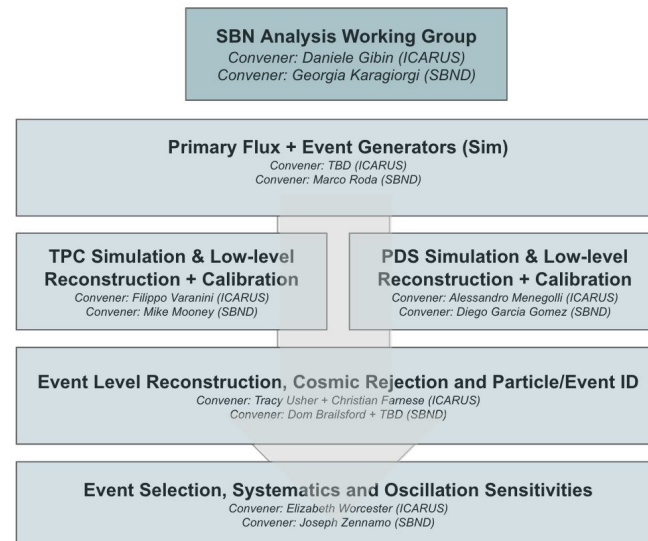 SBN Analysis Working Group
Convener: Daniele Gibin (ICARUS)
Convener: Georgia Karagiorgi (SBND)
Primary Flux + Event Generators (Sim)
Convener: TBD (ICARUS)
Convener: Marco Roda (SBND)
TPC Simulation & Low-level
Reconstruction + Calibration
Convener: Filippo Varanini (ICARUS)
Convener: Mike Mooney (SBND)
PDS Simulation & Low-level
Reconstruction + Calibration
Convener: Alessandro Menegolli (ICARUS)
Convener: Diego Garcia Gomez (SBND)
Event Level Reconstruction, Cosmic Rejection and Particle/Event ID
Convener: Tracy Usher + Christian Farnese (ICARUS)
Convener: Dom Brailsford + TBD (SBND)
Event Selection, Systematics and Oscillation Sensitivities
Convener: Elizabeth Worcester (ICARUS)
Convener: Joseph Zennamo (SBND)